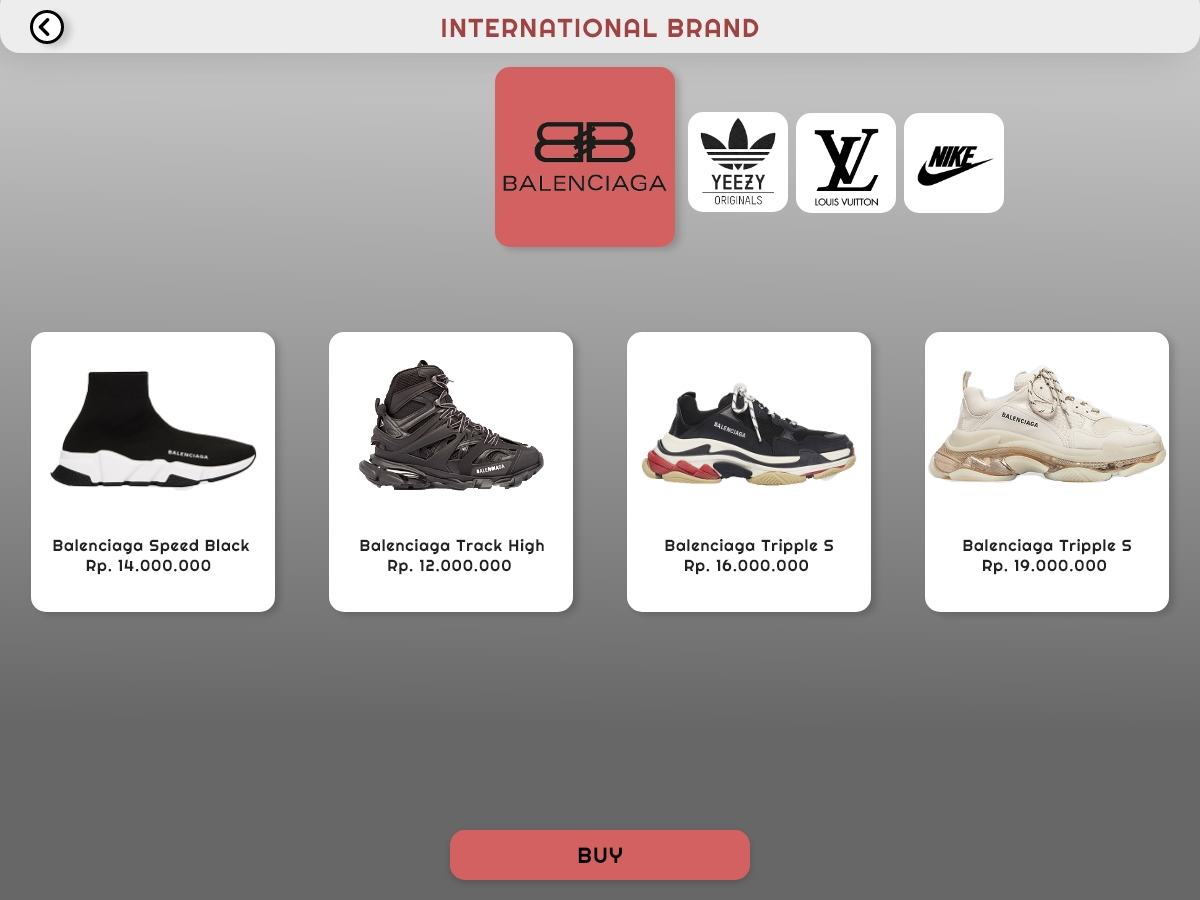 INTERNATIONAL BRAND
BALENCIAGA
YEEZY
ORIGINALS
LV
LOUIS VUITTON
NIKE
BALENCIAGA
Balenciaga Speed Black
Rp. 14.000.000
BALENCIAGA
Balenciaga Track High
Rp. 12.000.000
BALENCIAGA
Balenciaga Tripple S
Rp. 16.000.000
BALENCIAGA
Balenciaga Tripple S
Rp. 19.000.000
BUY